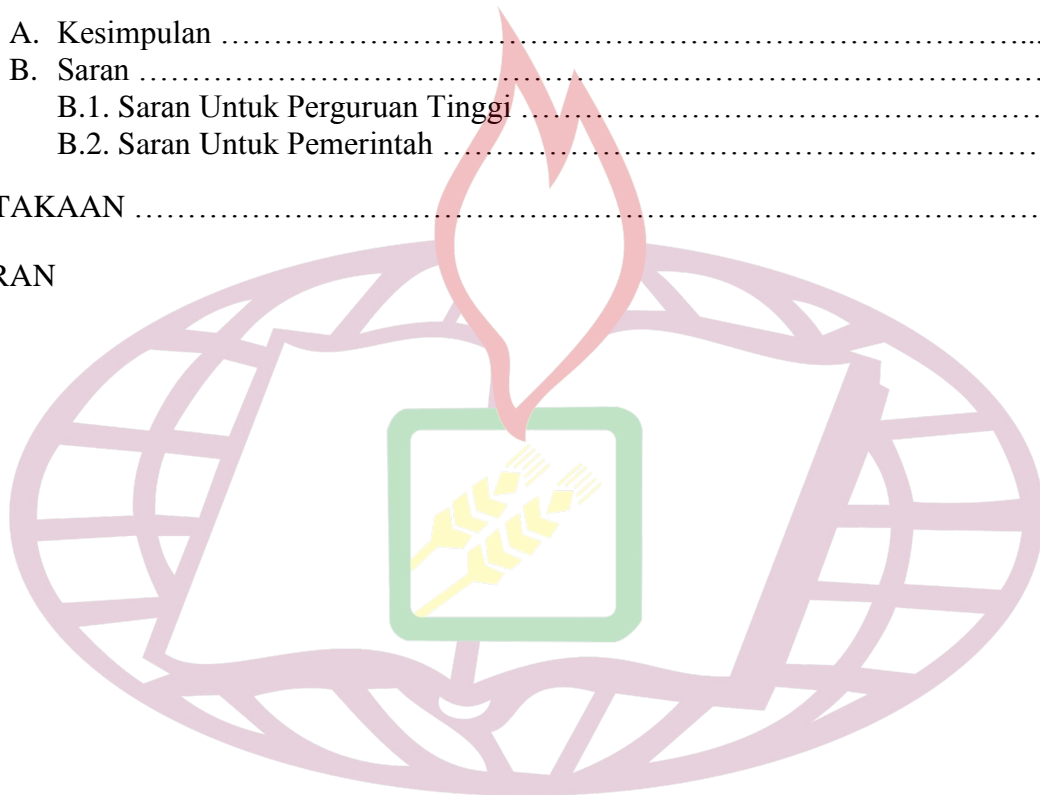 A. Kesimpulan ………………………………………………………………………………...
B. Saran ……………………………………………………………………………………
B.1. Saran Untuk Perguruan Tinggi ……………………………………………………
B.2. Saran Untuk Pemerintah ……………………………………………………………
TAKAAN ……………………………………………………………………………………
RAN